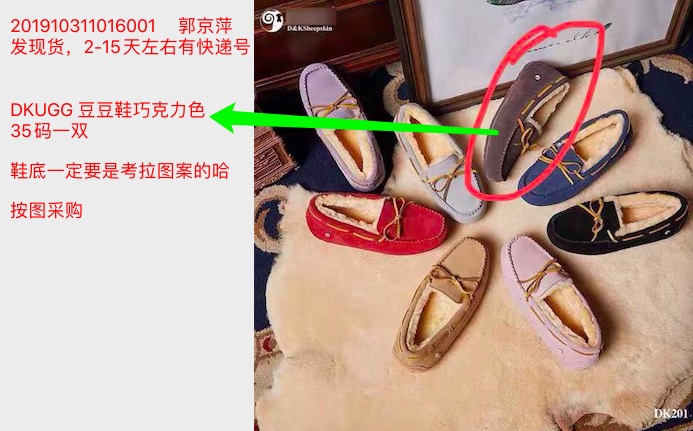 201910311016001 郭京萍
发现货，2-15天左右有快递号
DKUGG 豆豆鞋巧克力色
35码一双
鞋底一定要是考拉图案的哈
按图采购
D&KSheepskin
DK201